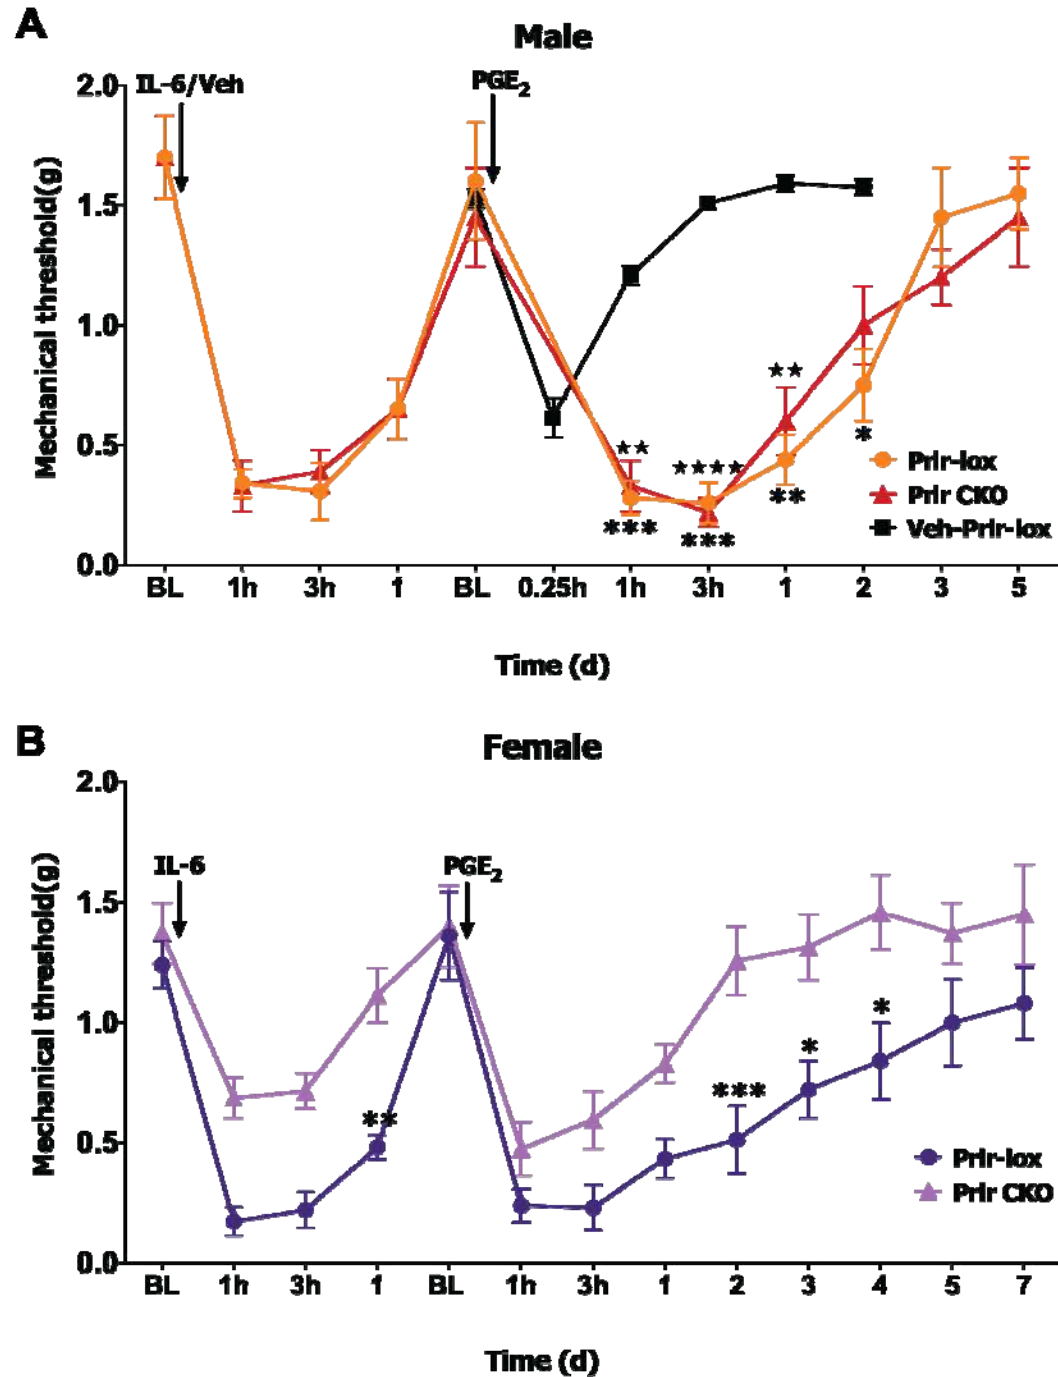 A
Male
2.0
IL-6/Veh
PGE2
1.5
Mechanical threshold(g)
1.0
★★
★★
★★★★
*
0.5
**
***
***
Prlr-lox
Prlr CKO
Veh-Prlr-lox
0.0
BL 1h 3h 1 BL 0.25h 1h 3h 1 2 3 5
Time (d)
B
Female
2.0
IL-6
PGE2
1.5
Mechanical threshold(g)
1.0
*
*
***
**
0.5
Prlr-lox
Prlr CKO
0.0
BL 1h 3h 1 BL 1h 3h 1 2 3 4 5 7
Time (d)